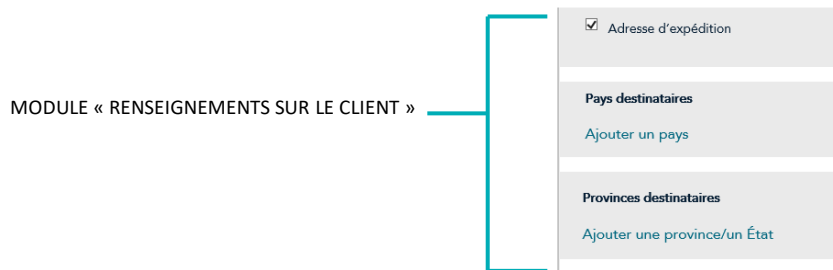 Adresse d'expédition
MODULE « RENSEIGNEMENTS SUR LE CLIENT »
Pays destinataires
Ajouter un pays
Provinces destinataires
Ajouter une province/un État